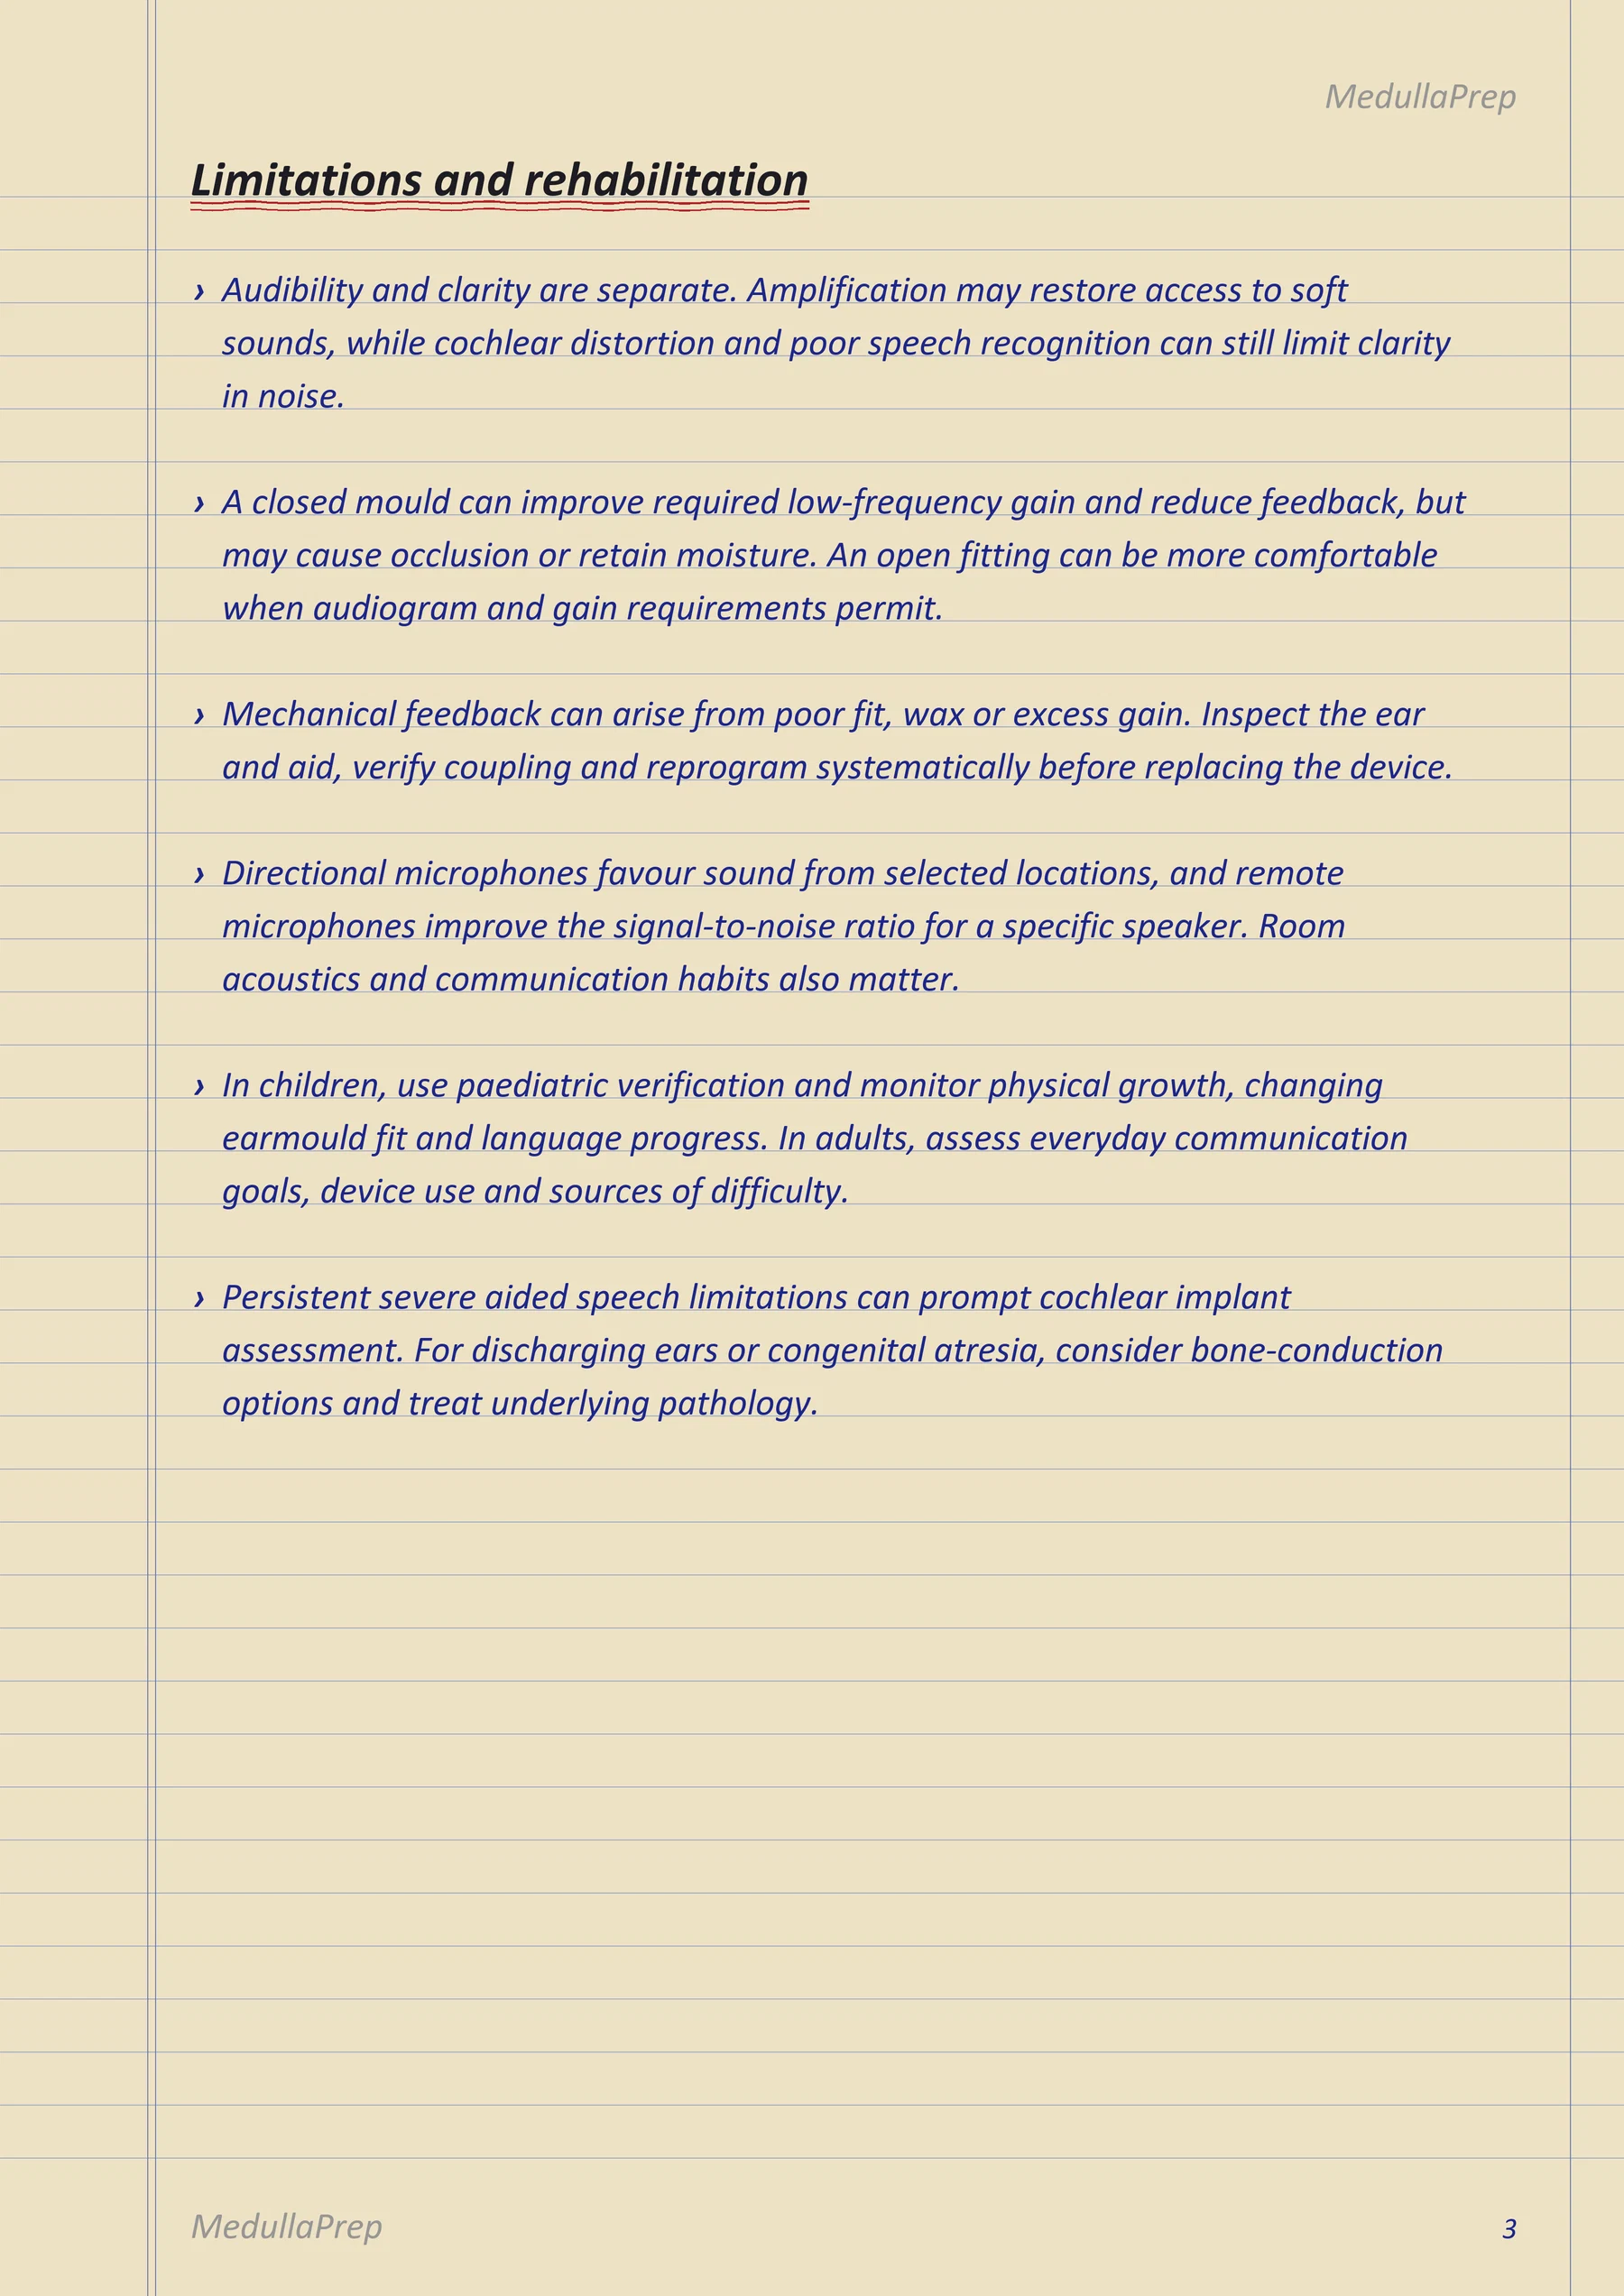 MedullaPrep
Limitations and rehabilitation
› Audibility and clarity are separate. Amplification may restore access to soft
sounds, while cochlear distortion and poor speech recognition can still limit clarity
in noise.
› A closed mould can improve required low-frequency gain and reduce feedback, but
may cause occlusion or retain moisture. An open fitting can be more comfortable
when audiogram and gain requirements permit.
› Mechanical feedback can arise from poor fit, wax or excess gain. Inspect the ear
and aid, verify coupling and reprogram systematically before replacing the device.
› Directional microphones favour sound from selected locations, and remote
microphones improve the signal-to-noise ratio for a specific speaker. Room
acoustics and communication habits also matter.
› In children, use paediatric verification and monitor physical growth, changing
earmould fit and language progress. In adults, assess everyday communication
goals, device use and sources of difficulty.
› Persistent severe aided speech limitations can prompt cochlear implant
assessment. For discharging ears or congenital atresia, consider bone-conduction
options and treat underlying pathology.
MedullaPrep
3